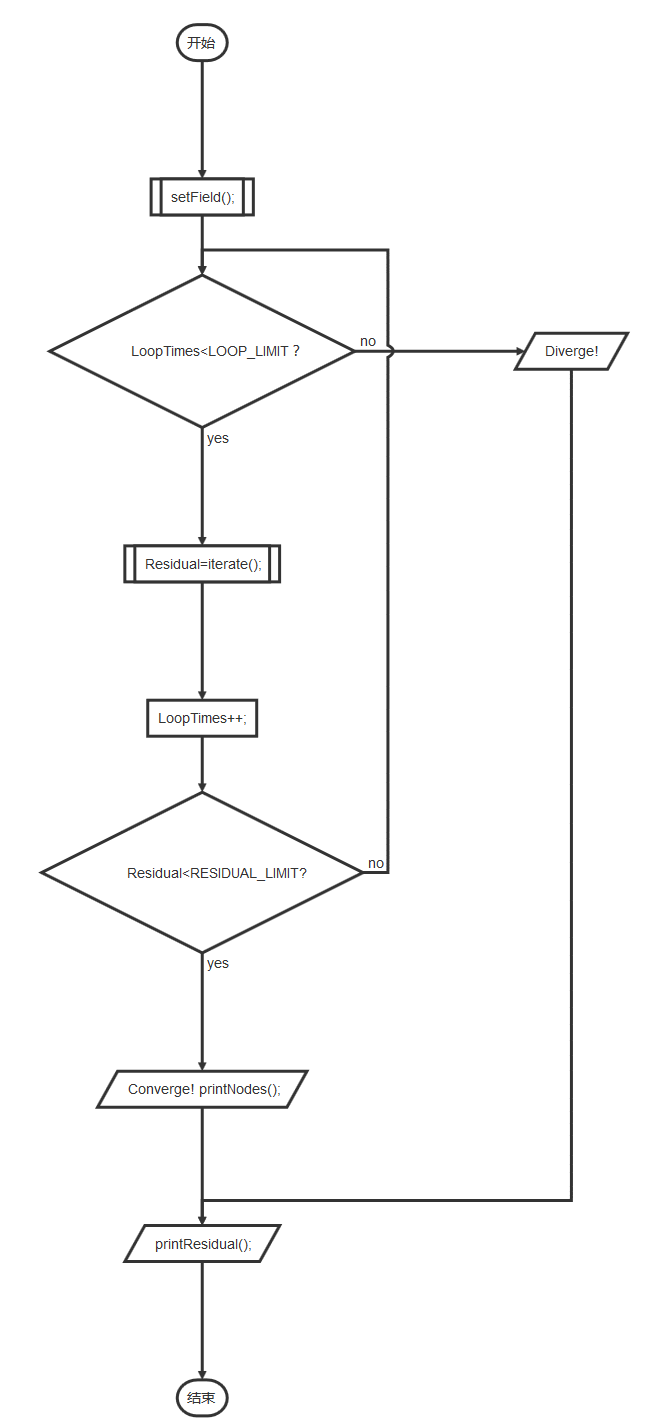 开始
setField();
LoopTimes<LOOP_LIMIT？
no
Diverge!
yes
Residual=iterate();
LoopTimes++;
Residual<RESIDUAL_LIMIT?
no
yes
Converge! printNodes();
printResidual();
结束